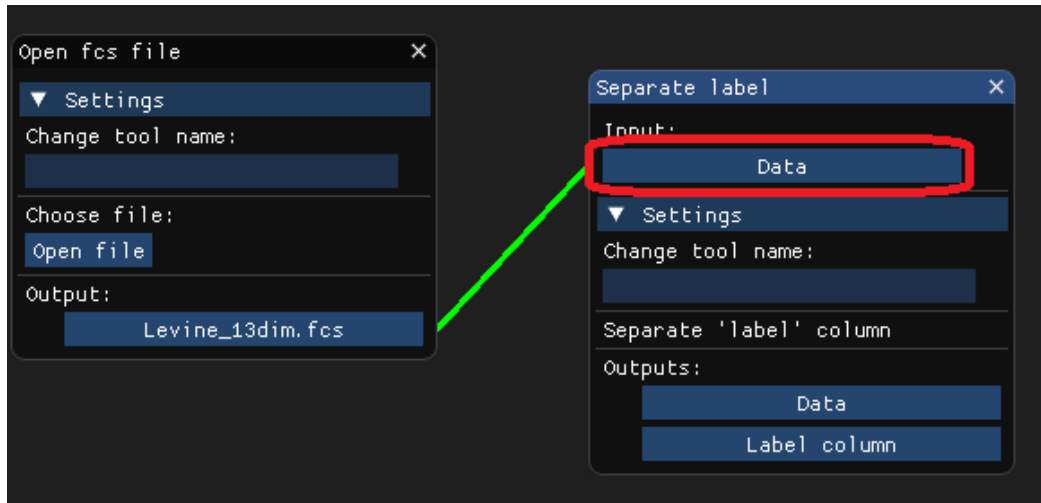 Open fcs file
Settings
Change tool name:
Choose file:
Open file
Output:
Levine_13dim.fcs
Separate label
Input:
Data
Settings
Change tool name:
Separate 'label' column
Outputs:
Data
Label column